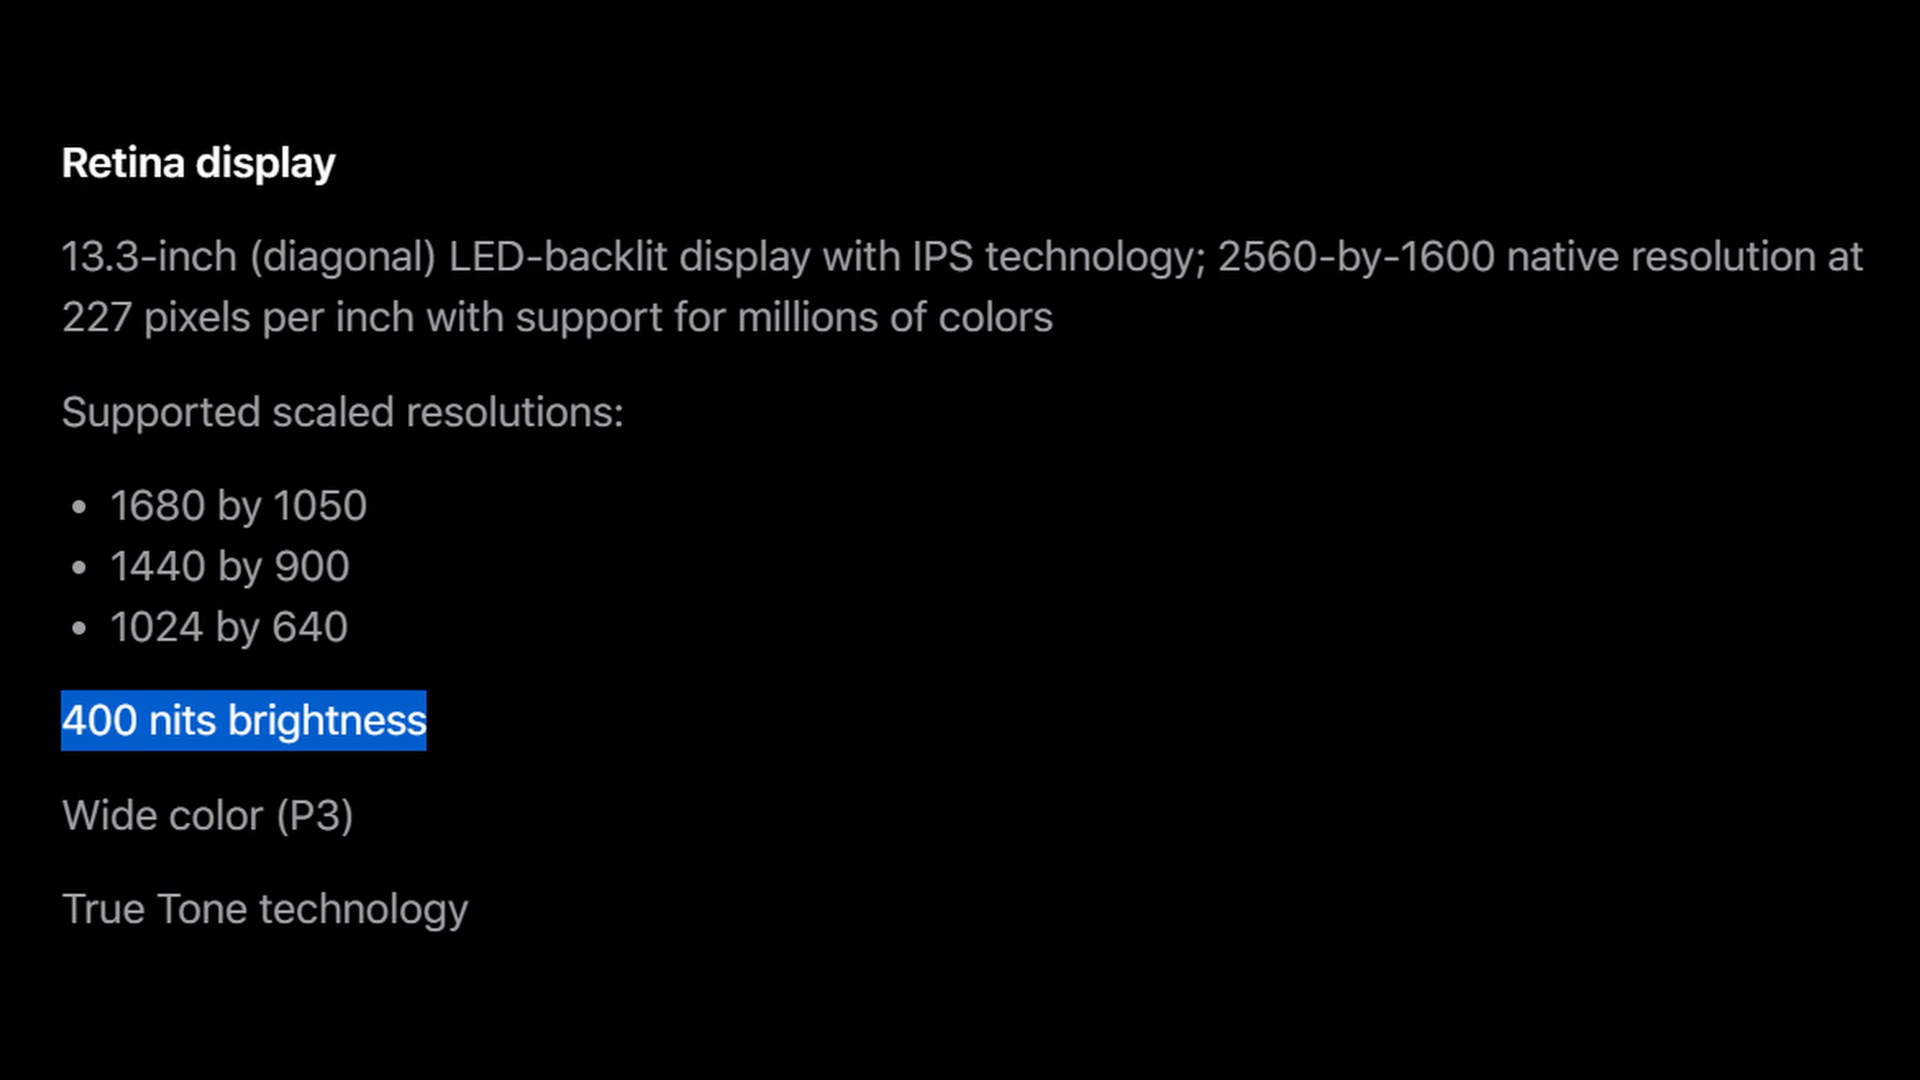 Retina display
13.3-inch (diagonal) LED-backlit display with IPS technology; 2560-by-1600 native resolution at
227 pixels per inch with support for millions of colors
Supported scaled resolutions:
• 1680 by 1050
• 1440 by 900
• 1024 by 640
400 nits brightness
Wide color (P3)
True Tone technology